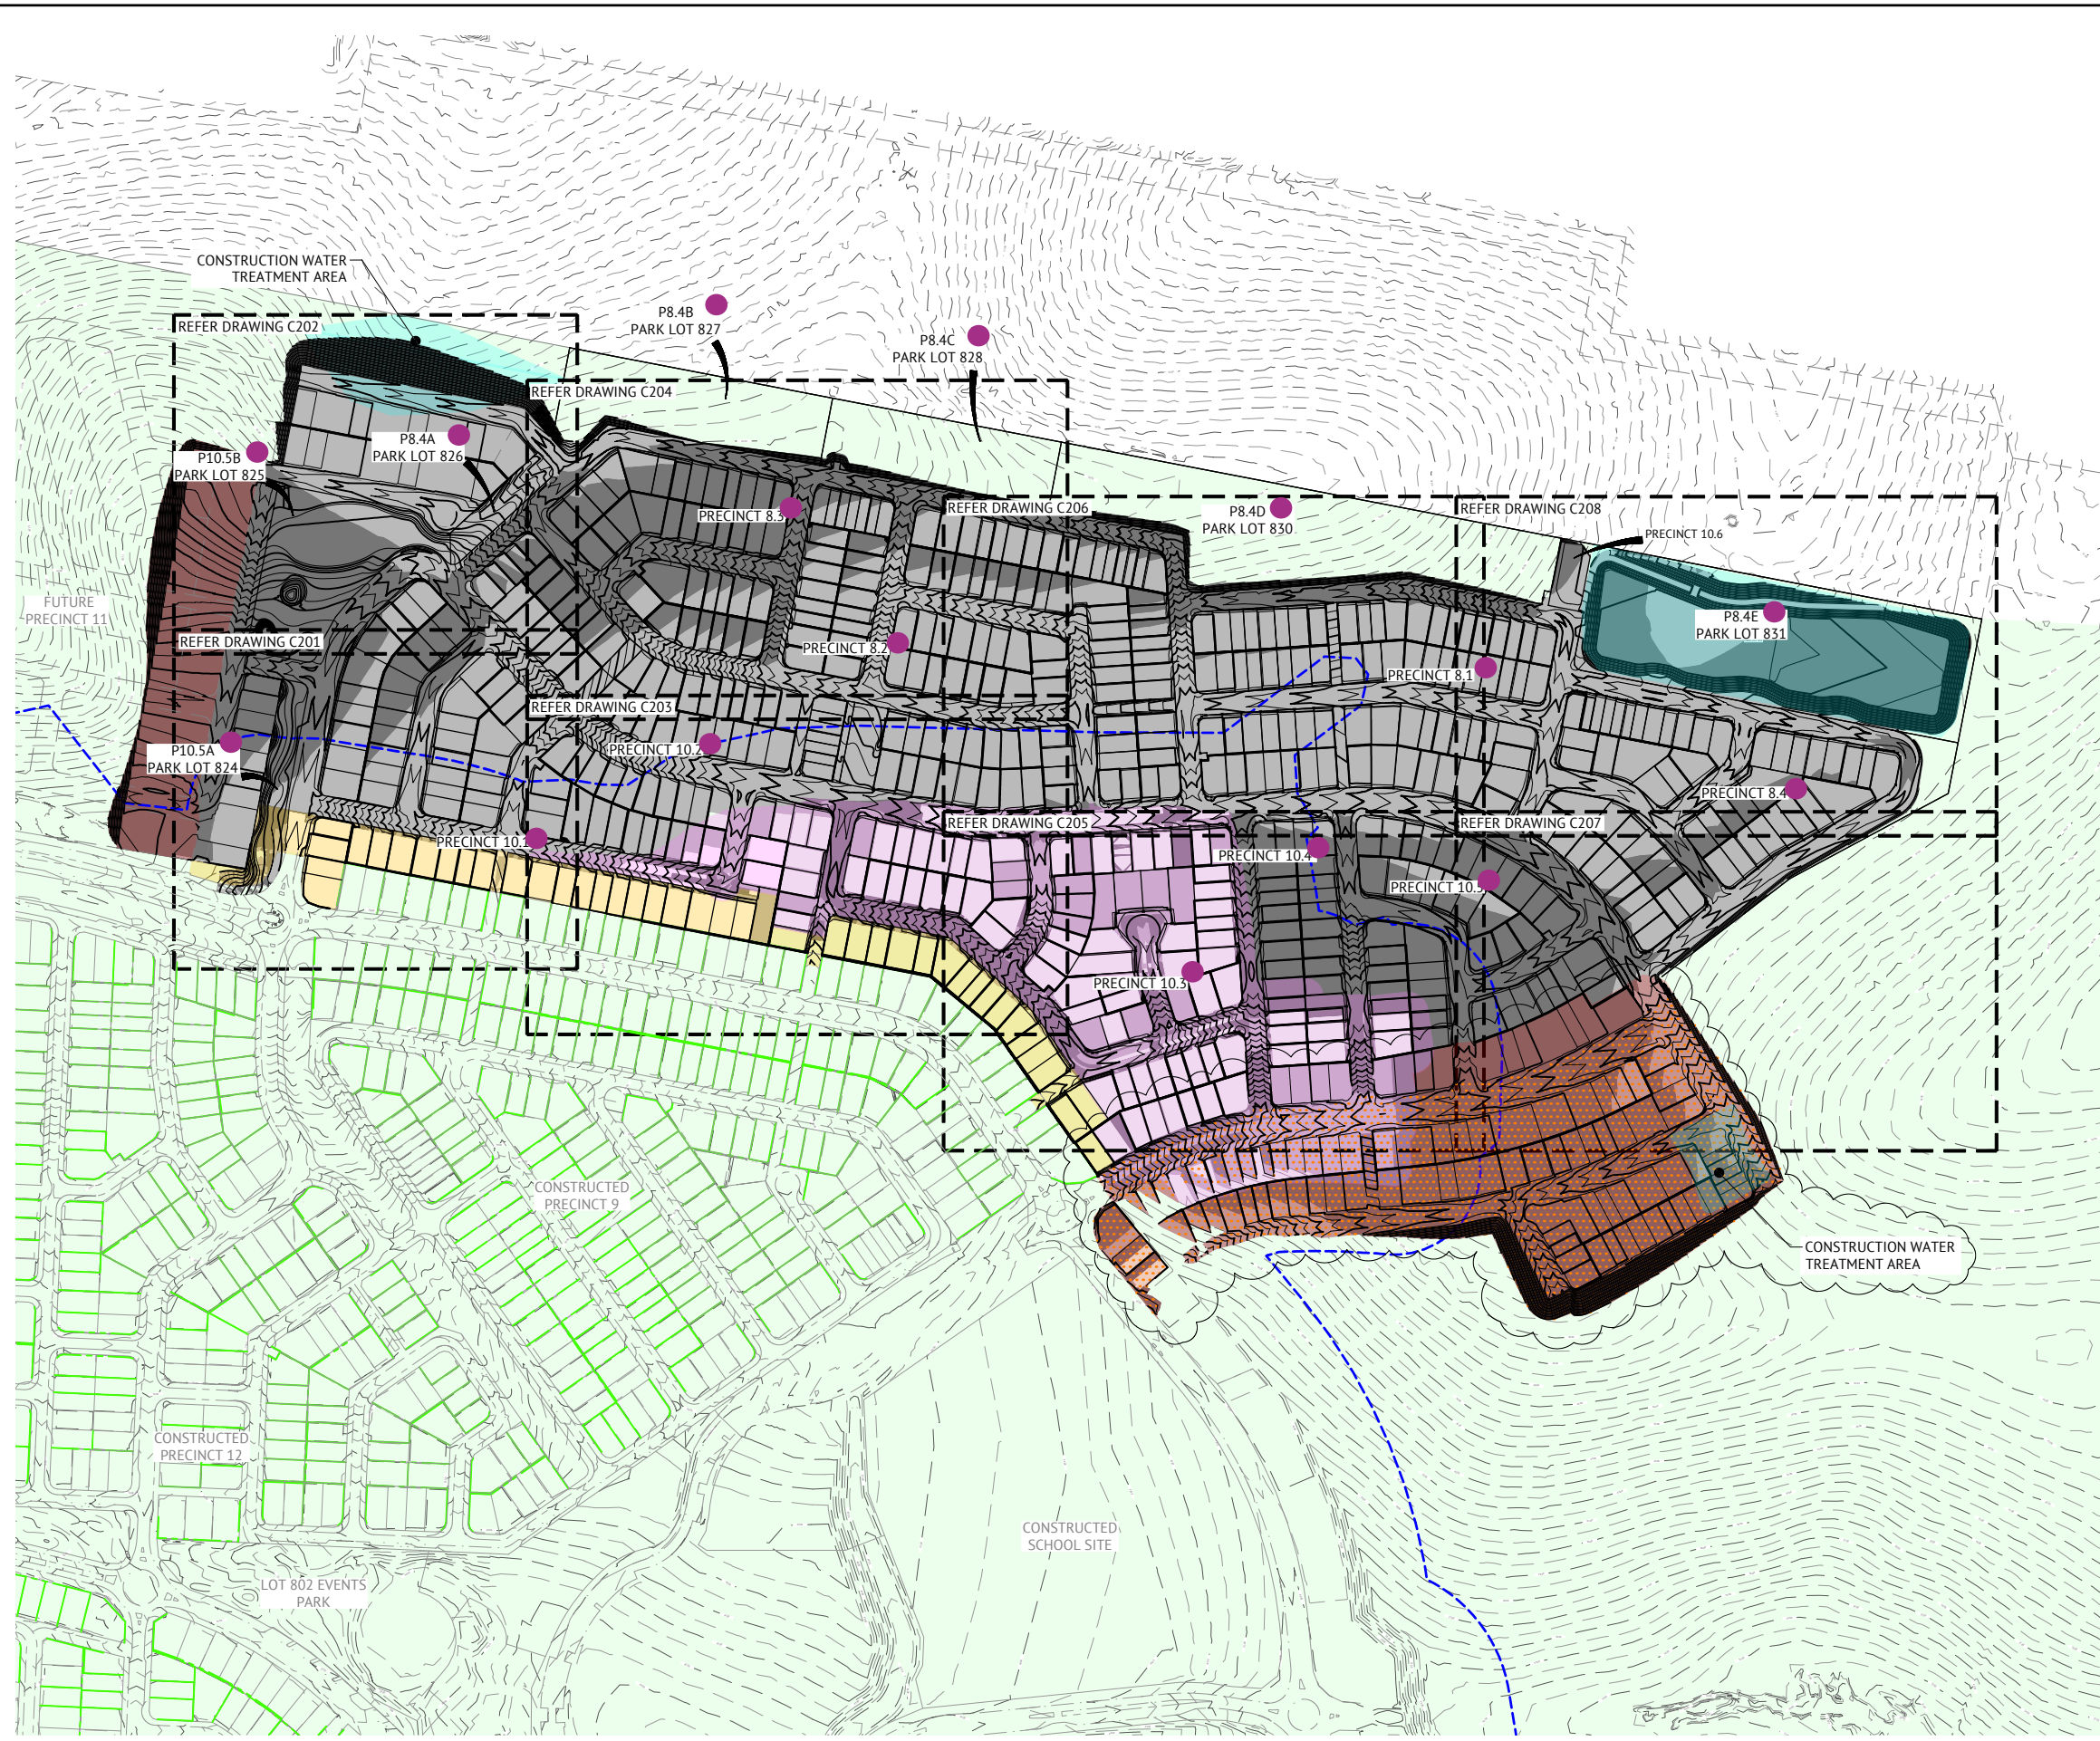 CONSTRUCTION WATER
TREATMENT AREA
P8.4B
PARK LOT 827
REFER DRAWING C202
P8.4C
PARK LOT 828
REFER DRAWING C204
P8.4A
PARK LOT 826
P10.5B
PARK LOT 825
PRECINCT 8.3
REFER DRAWING C206
P8.4D
PARK LOT 830
REFER DRAWING C208
PRECINCT 10.6
FUTURE
PRECINCT 11
P8.4E
PARK LOT 831
REFER DRAWING C201
PRECINCT 8.2
PRECINCT 8.1
REFER DRAWING C203
P10.5A
PARK LOT 824
PRECINCT 10.2
PRECINCT 8.4
REFER DRAWING C205
REFER DRAWING C207
PRECINCT 10.1
PRECINCT 10.4
PRECINCT 10.5
PRECINCT 10.3
CONSTRUCTED
PRECINCT 9
CONSTRUCTION WATER
TREATMENT AREA
CONSTRUCTED
PRECINCT 12
CONSTRUCTED
SCHOOL SITE
LOT 802 EVENTS
PARK